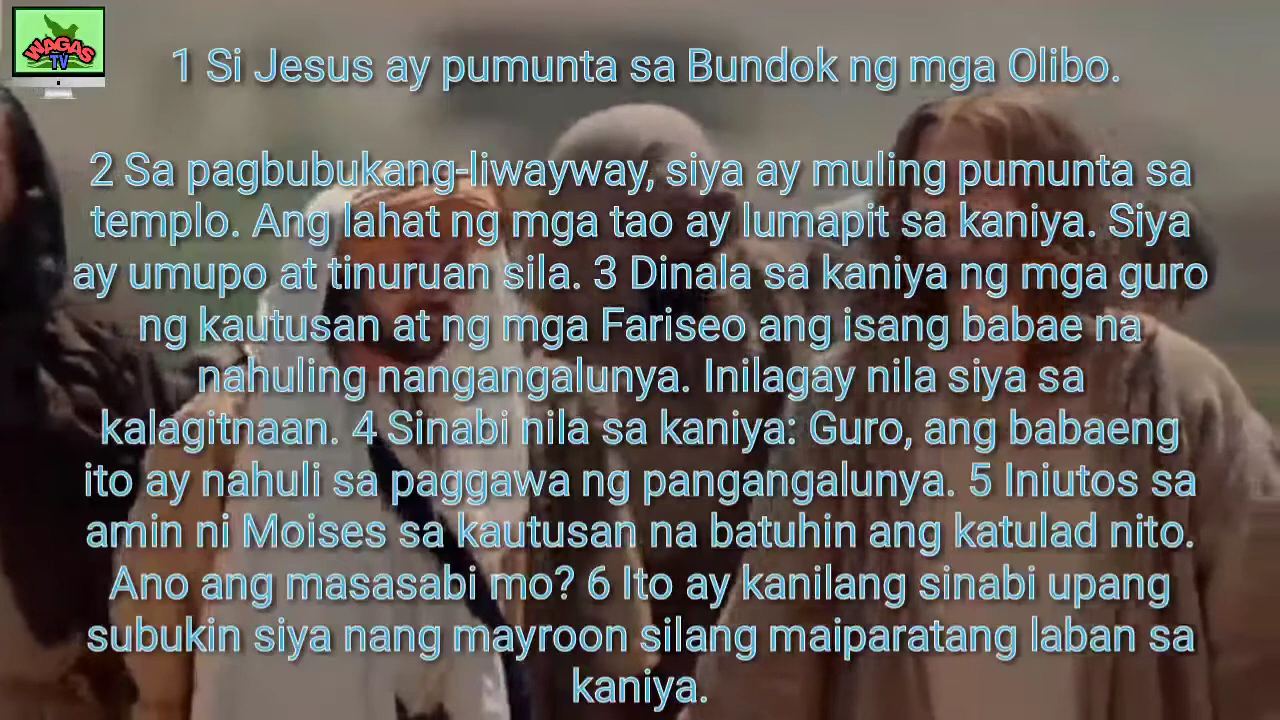 WAGAS
TV
1 Si Jesus ay pumunta sa Bundok ng mga Olibo.
2 Sa pagbubukang-liwayway, siya ay muling pumunta sa
templo. Ang lahat ng mga tao ay lumapit sa kaniya. Siya
ay umupo at tinuruan sila. 3 Dinala sa kaniya ng mga guro
ng kautusan at ng mga Fariseo ang isang babae na
nahuling nangangalunya. Inilagay nila siya sa
kalagitnaan. 4 Sinabi nila sa kaniya: Guro, ang babaeng
ito ay nahuli sa paggawa ng pangangalunya. 5 Iniutos sa
amin ni Moises sa kautusan na batuhin ang katulad nito.
Ano ang masasabi mo? 6 Ito ay kanilang sinabi upang
subukin siya nang mayroon silang maiparatang laban sa
kaniya.